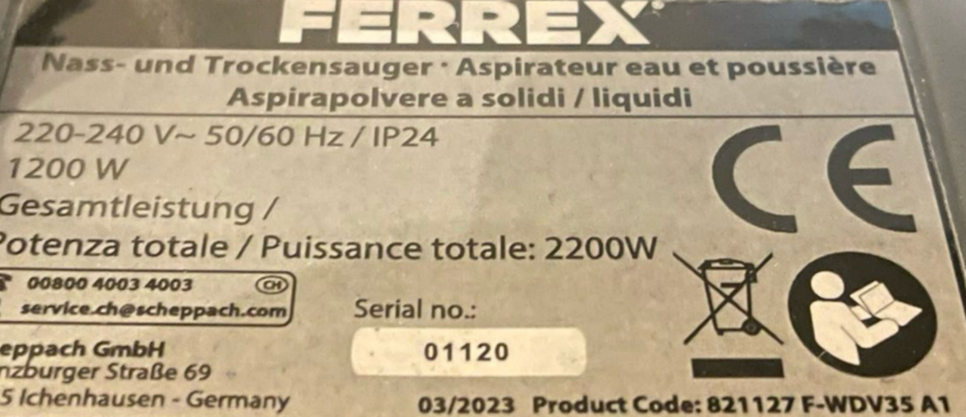 FERREX®
Nass- und Trockensauger · Aspirateur eau et poussière
Aspirapolvere a solidi / liquidi
220-240 V~ 50/60 Hz / IP24
1200 W
Gesamtleistung /
Potenza totale / Puissance totale: 2200W
00800 4003 4003 CH
service.ch@scheppach.com
Serial no.:
01120
eppach GmbH
nzburger Straße 69
5 Ichenhausen - Germany
03/2023 Product Code: 821127 F-WDV35 A1
CE